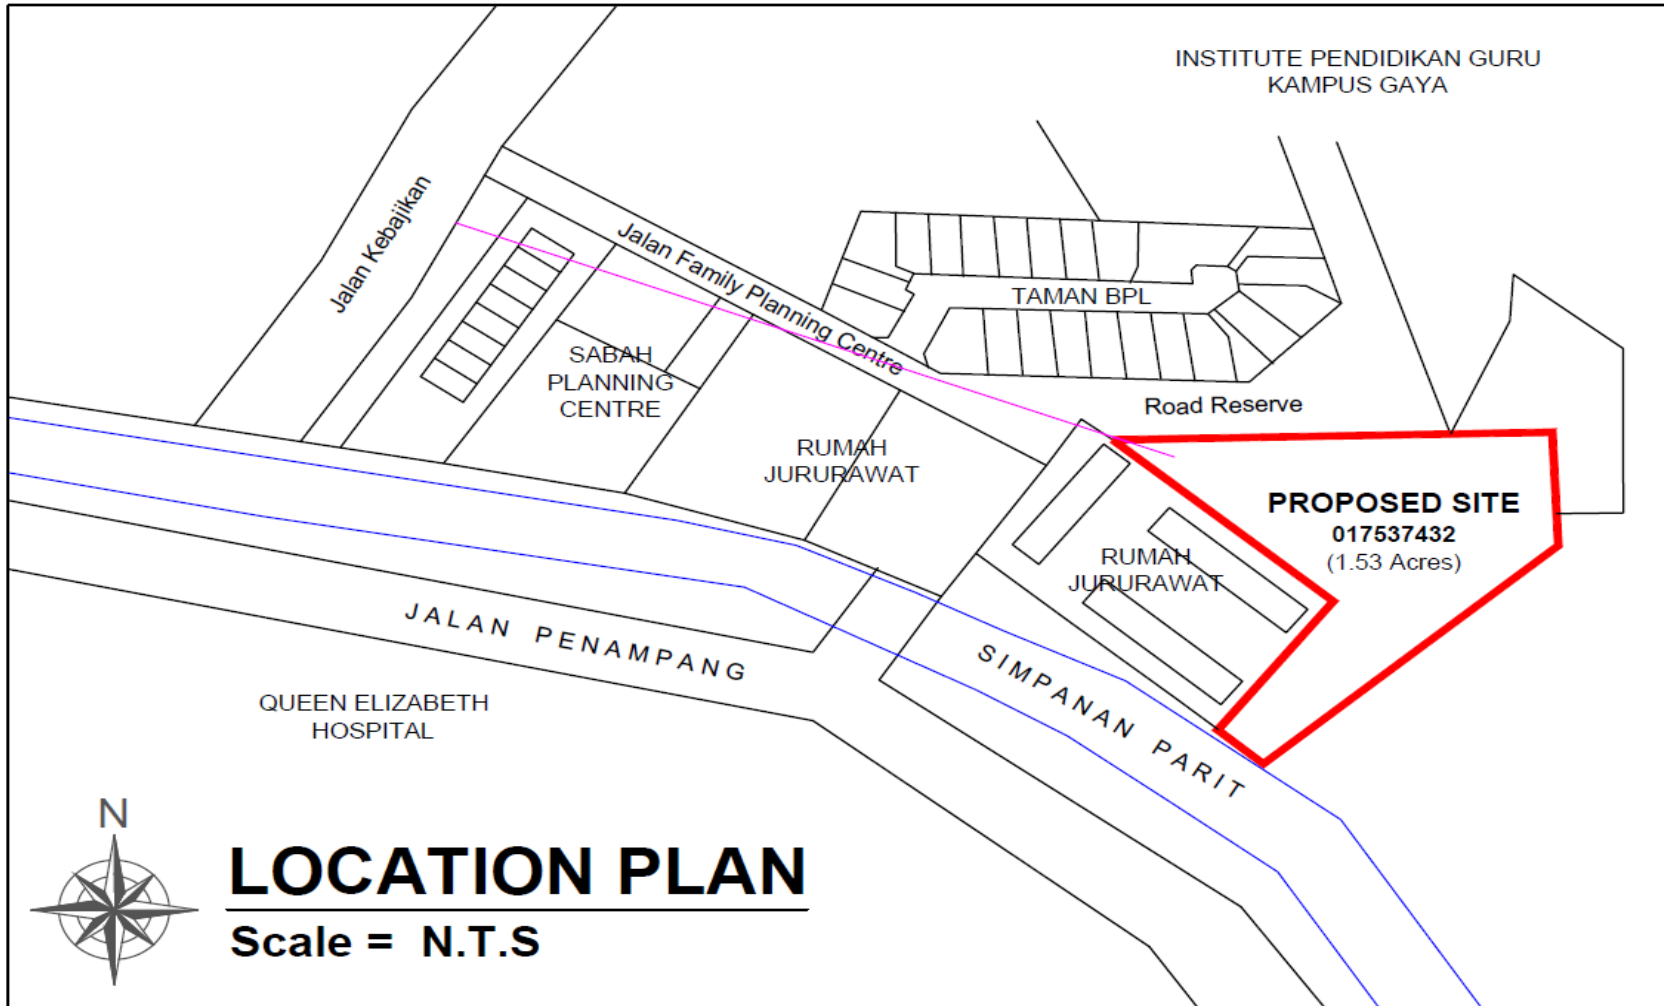 INSTITUTE PENDIDIKAN GURU
KAMPUS GAYA
Jalan Kebajikan
Jalan Family Planning Centre
TAMAN BPL
SABAH
PLANNING
CENTRE
Road Reserve
RUMAH
JURURAWAT
PROPOSED SITE
017537432
(1.53 Acres)
RUMAH
JURURAWAT
JALAN PENAMPANG
SIMPANAN PARIT
QUEEN ELIZABETH
HOSPITAL
N
LOCATION PLAN
Scale = N.T.S